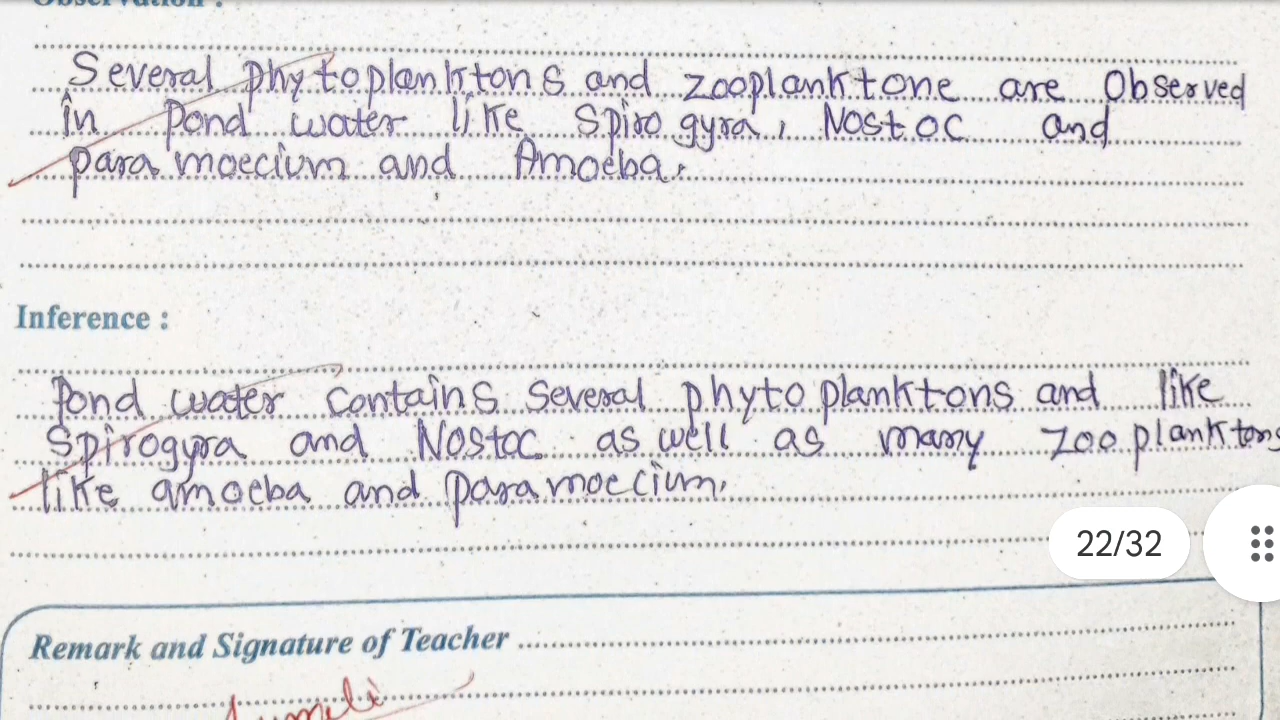 Observation :
Several phytoplanktons and zooplanktone are Observed
in Pond water like Spirogyra, Nostoc and
paramoecium and Amoeba.
Inference :
Pond water contains several phytoplanktons and like
Spirogyra and Nostoc as well as many zooplanktons
like amoeba and paramoecium.
22/32
Remark and Signature of Teacher